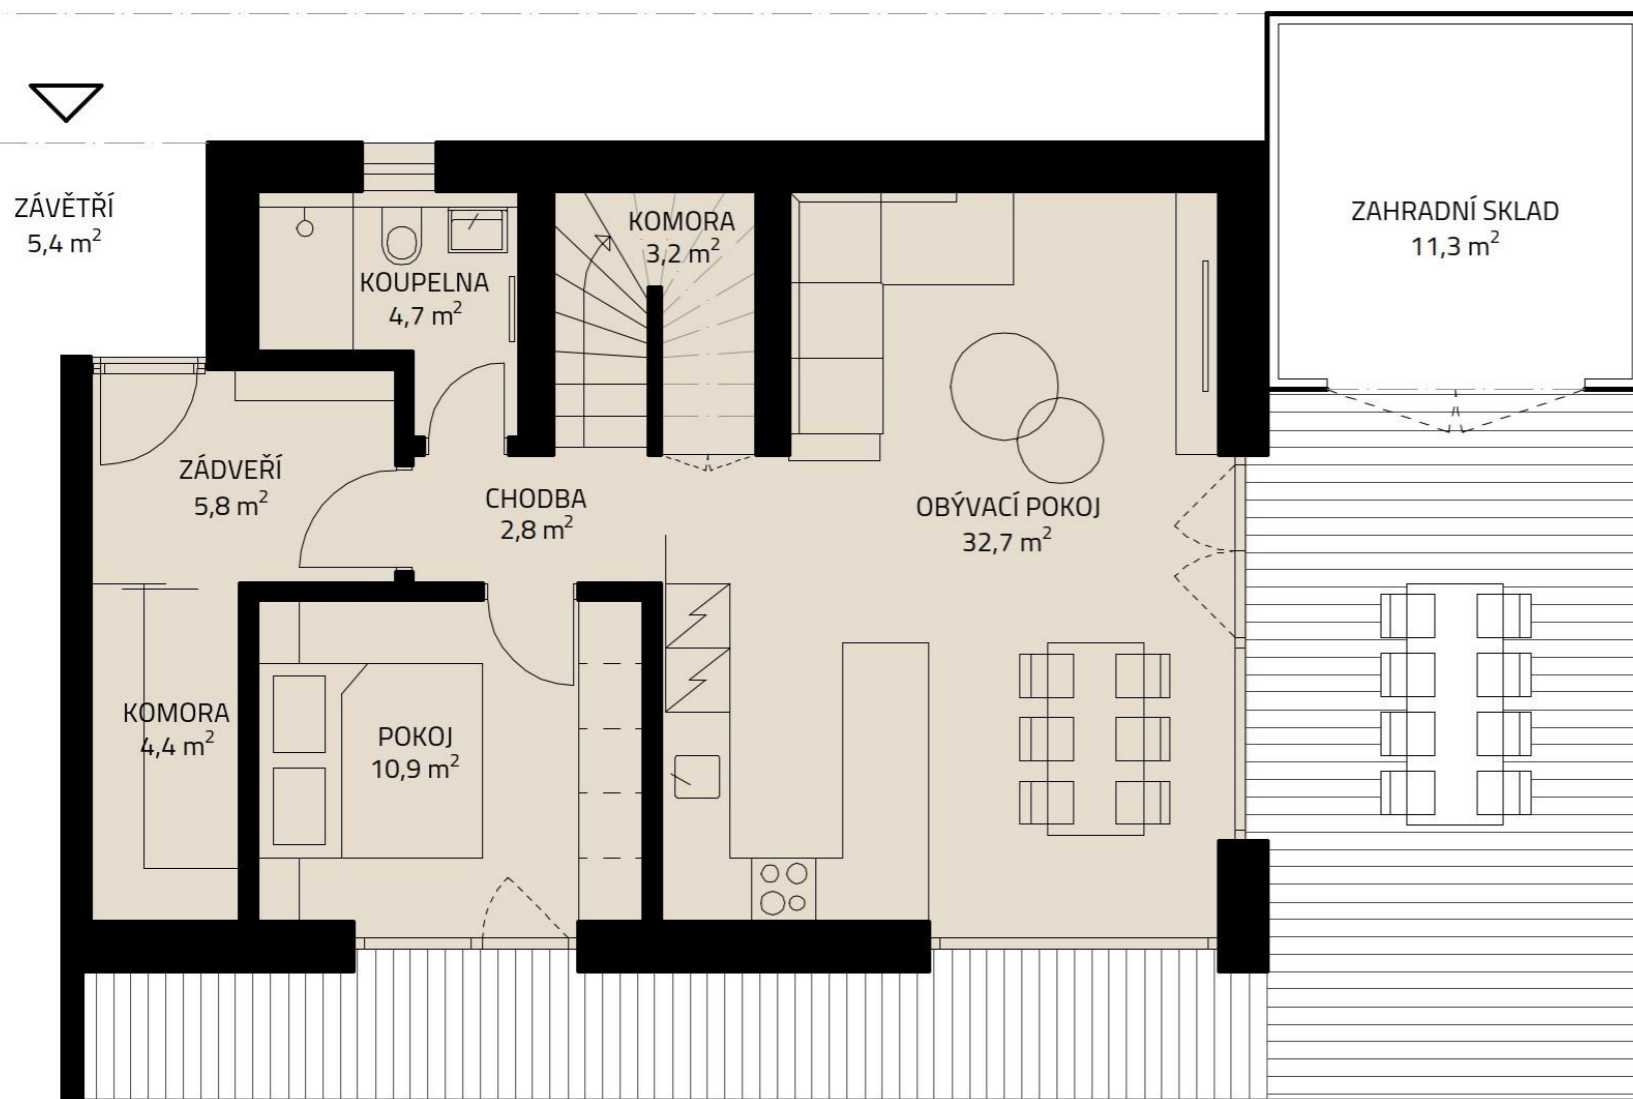 ZÁVĚTŘÍ
5,4 m²
KOUPELNA
4,7 m²
KOMORA
3,2 m²
ZAHRADNÍ SKLAD
11,3 m²
ZÁDVEŘÍ
5,8 m²
CHODBA
2,8 m²
OBÝVACÍ POKOJ
32,7 m²
KOMORA
4,4 m²
POKOJ
10,9 m²